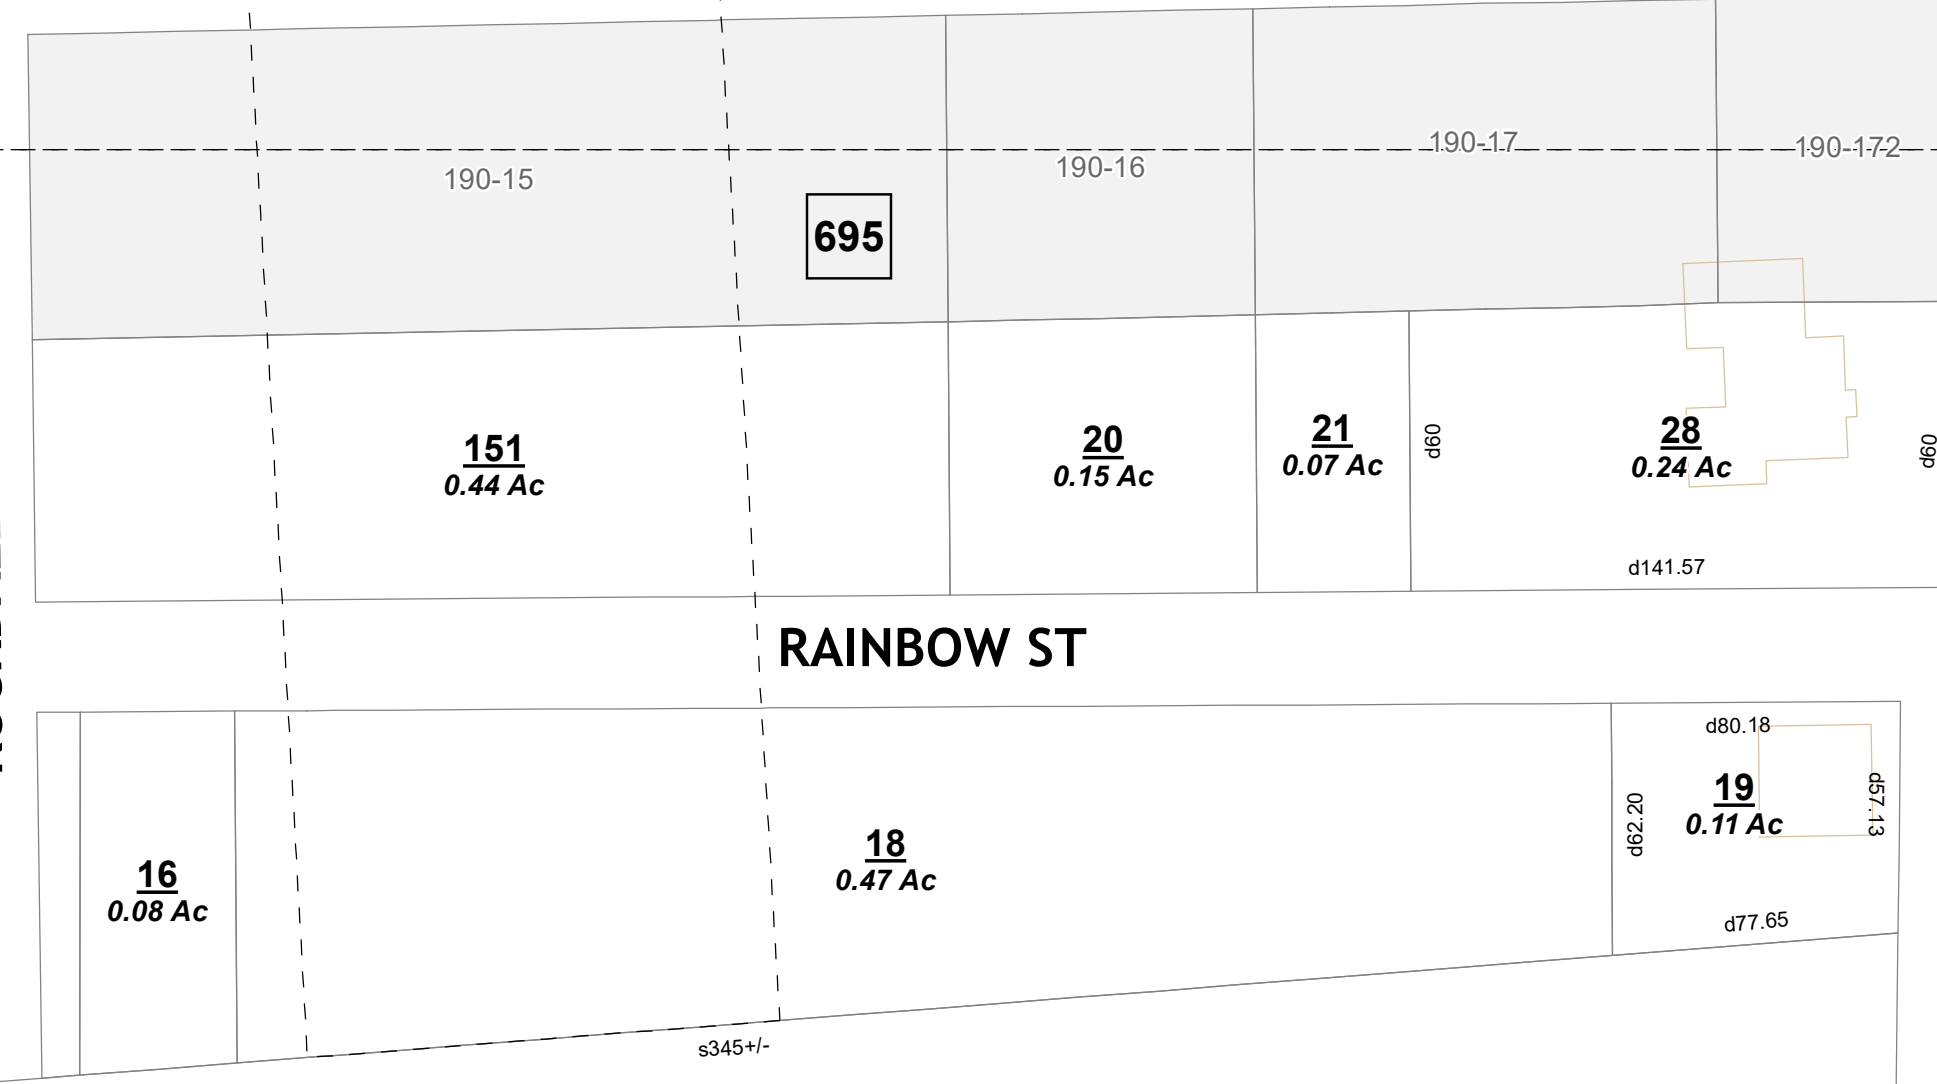 190-15
190-16
190-17
190-172
695
151
0.44 Ac
20
0.15 Ac
21
0.07 Ac
d60
28
0.24 Ac
d60
d141.57
RAINBOW ST
16
0.08 Ac
18
0.47 Ac
d80.18
19
0.11 Ac
d62.20
d57.13
d77.65
s345+/-